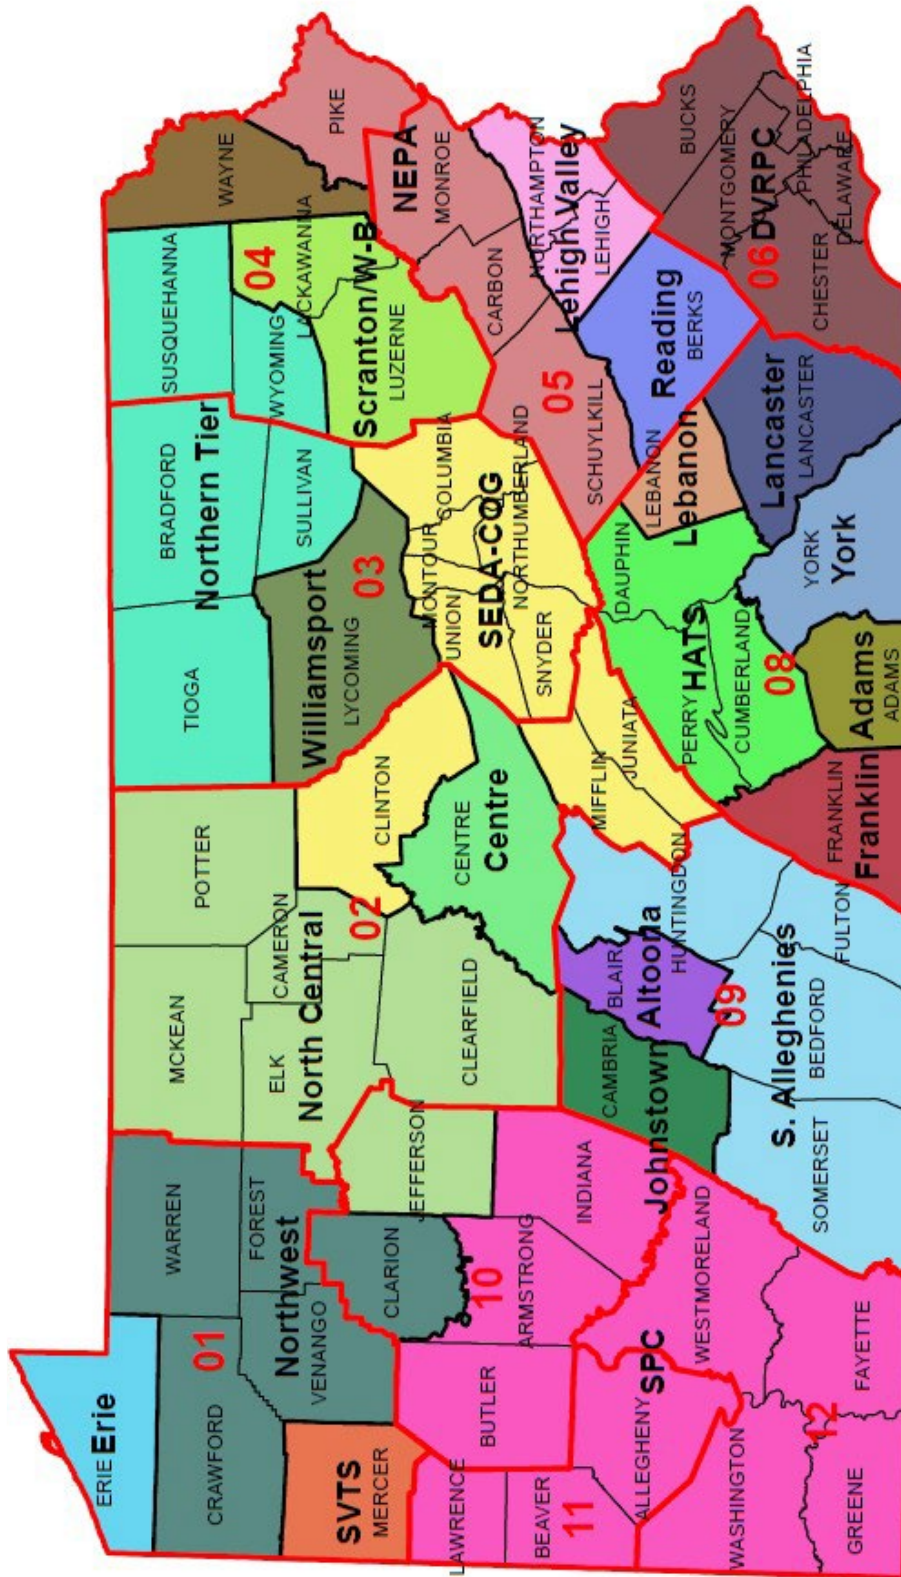 ERIE
Erie
CRAWFORD
WARREN
MCKEAN
POTTER
TIOGA
BRADFORD
SUSQUEHANNA
WAYNE
PIKE
01
FOREST
Northwest
VENANGO
SVTS
MERCER
ELK
CAMERON
North Central
02
CLINTON
Northern Tier
SULLIVAN
WYOMING
04
LACKAWANNA
Scranton/W-B
LUZERNE
Williamsport
LYCOMING
03
NEPA
MONROE
CARBON
CLARION
JEFFERSON
CLEARFIELD
CENTRE
Centre
MONTOUR
COLUMBIA
UNION
SEDA-COG
NORTHUMBERLAND
SNYDER
MIFFLIN
JUNIATA
LAWRENCE
BUTLER
BEAVER
11
10
ARMSTRONG
INDIANA
ALLEGHENY
SPC
WESTMORELAND
CAMBRIA
Johnstown
BLAIR
Altoona
HUNTINGDON
09
SCHUYLKILL
05
NORTHAMPTON
Lehigh Valley
LEHIGH
Reading
BERKS
DAUPHIN
LEBANON
Lebanon
PERRY
HATS
CUMBERLAND
08
Lancaster
LANCASTER
BUCKS
MONTGOMERY
06
DVRPC
PHILADELPHIA
CHESTER
DELAWARE
WASHINGTON
GREENE
12
FAYETTE
SOMERSET
S. Alleghenies
BEDFORD
FULTON
FRANKLIN
Franklin
Adams
ADAMS
YORK
York